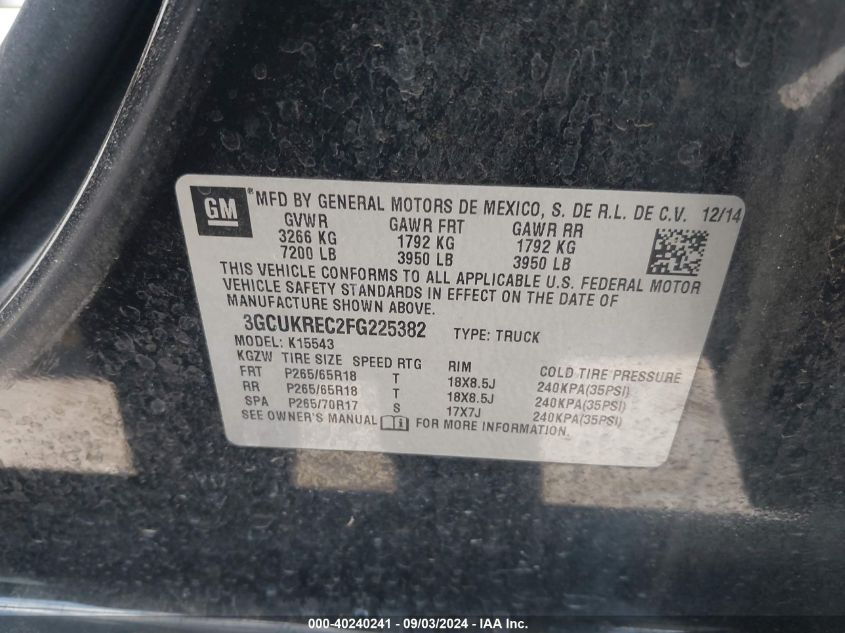 GM ® MFD BY GENERAL MOTORS DE MEXICO, S. DE R.L. DE C.V. 12/14
GVWR GAWR FRT GAWR RR
3266 KG 1792 KG 1792 KG
7200 LB 3950 LB 3950 LB
THIS VEHICLE CONFORMS TO ALL APPLICABLE U.S. FEDERAL MOTOR
VEHICLE SAFETY STANDARDS IN EFFECT ON THE DATE OF
MANUFACTURE SHOWN ABOVE.
3GCUKREC2FG225382 TYPE: TRUCK
MODEL: K15543
KGZW TIRE SIZE SPEED RTG RIM COLD TIRE PRESSURE
FRT P265/65R18 T 18X8.5J 240KPA(35PSI)
RR P265/65R18 T 18X8.5J 240KPA(35PSI)
SPA P265/70R17 S 17X7J 240KPA(35PSI)
SEE OWNER'S MANUAL i FOR MORE INFORMATION.
000-40240241 - 09/03/2024 - IAAI.com